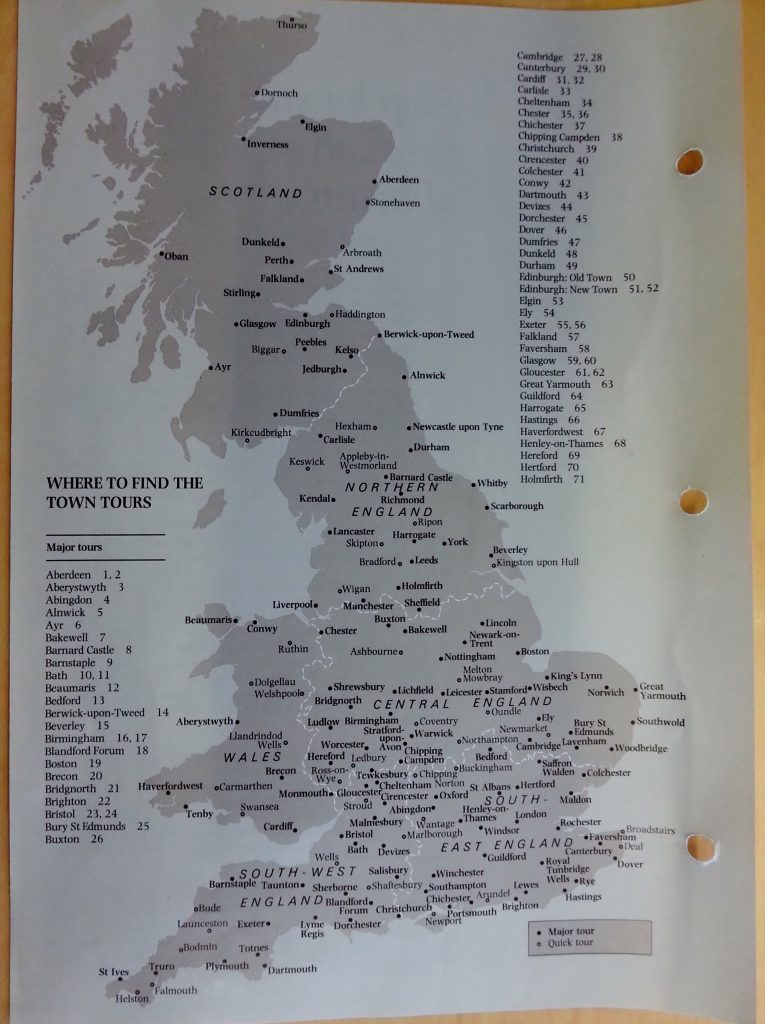 Thurso
Dornoch
Elgin
Inverness
Aberdeen
SCOTLAND
Stonehaven
Dunkeld
Arbroath
Oban
Perth
St Andrews
Falkland
Stirling
Haddington
Glasgow Edinburgh
Berwick-upon-Tweed
Peebles
Biggar Kelso
Ayr Jedburgh
Alnwick
Dumfries
Hexham Newcastle upon Tyne
Kirkcudbright
Carlisle
Durham
Appleby-in-
Westmorland
Keswick
Barnard Castle
Whitby
NORTHERN
ENGLAND
Kendal Richmond
Scarborough
Ripon
Lancaster
Harrogate
Skipton York
Beverley
Bradford Leeds
Kingston upon Hull
Wigan Holmfirth
Liverpool Manchester Sheffield
Beaumaris
Conwy
Buxton
Chester Bakewell
Lincoln
Newark-on-
Trent
Ruthin
Ashbourne
Boston
Nottingham
Melton
Mowbray
Dolgellau
Welshpool
King's Lynn
Shrewsbury Lichfield Leicester Stamford Wisbech
Norwich
Great
Yarmouth
Bridgnorth
CENTRAL ENGLAND
Aberystwyth
Ludlow
Birmingham Coventry
Oundle
Ely
Southwold
Stratford-
upon-
Avon
Warwick
Newmarket
Bury St
Edmunds
Llandrindod
Wells
Worcester
Northampton
Cambridge Lavenham
Woodbridge
WALES
Hereford Ledbury
Chipping
Campden
Bedford
Saffron
Walden
Brecon
Ross-on-
Wye
Tewkesbury
Chipping
Norton
Buckingham
Colchester
Haverfordwest
Carmarthen
Monmouth Gloucester
Cheltenham
St Albans Hertford
Cirencester Oxford
SOUTH-
EAST ENGLAND
Maldon
Swansea
Stroud
Abingdon
Henley-on-
Thames
London
Tenby
Malmesbury Wantage
Rochester
Cardiff
Bristol Marlborough
Windsor
Faversham
Broadstairs
Bath Devizes
Canterbury Deal
Guildford
Dover
Wells
Royal
Tunbridge
Wells
SOUTH-WEST
ENGLAND
Salisbury
Winchester
Rye
Barnstaple Taunton Sherborne Shaftesbury Southampton
Lewes
Hastings
Arundel
Chichester
Blandford
Forum
Christchurch
Portsmouth
Brighton
Bude
Newport
Launceston Exeter
Lyme
Regis
Dorchester
Bodmin
Totnes
St Ives Truro
Plymouth
Dartmouth
Falmouth
Helston
Major tour
Quick tour
WHERE TO FIND THE
TOWN TOURS
Major tours
Aberdeen 1, 2
Aberystwyth 3
Abingdon 4
Alnwick 5
Ayr 6
Bakewell 7
Barnard Castle 8
Barnstaple 9
Bath 10, 11
Beaumaris 12
Bedford 13
Berwick-upon-Tweed 14
Beverley 15
Birmingham 16, 17
Blandford Forum 18
Boston 19
Brecon 20
Bridgnorth 21
Brighton 22
Bristol 23, 24
Bury St Edmunds 25
Buxton 26
Cambridge 27, 28
Canterbury 29, 30
Cardiff 31, 32
Carlisle 33
Cheltenham 34
Chester 35, 36
Chichester 37
Chipping Campden 38
Christchurch 39
Cirencester 40
Colchester 41
Conwy 42
Dartmouth 43
Devizes 44
Dorchester 45
Dover 46
Dumfries 47
Dunkeld 48
Durham 49
Edinburgh: Old Town 50
Edinburgh: New Town 51, 52
Elgin 53
Ely 54
Exeter 55, 56
Falkland 57
Faversham 58
Glasgow 59, 60
Gloucester 61, 62
Great Yarmouth 63
Guildford 64
Harrogate 65
Hastings 66
Haverfordwest 67
Henley-on-Thames 68
Hereford 69
Hertford 70
Holmfirth 71